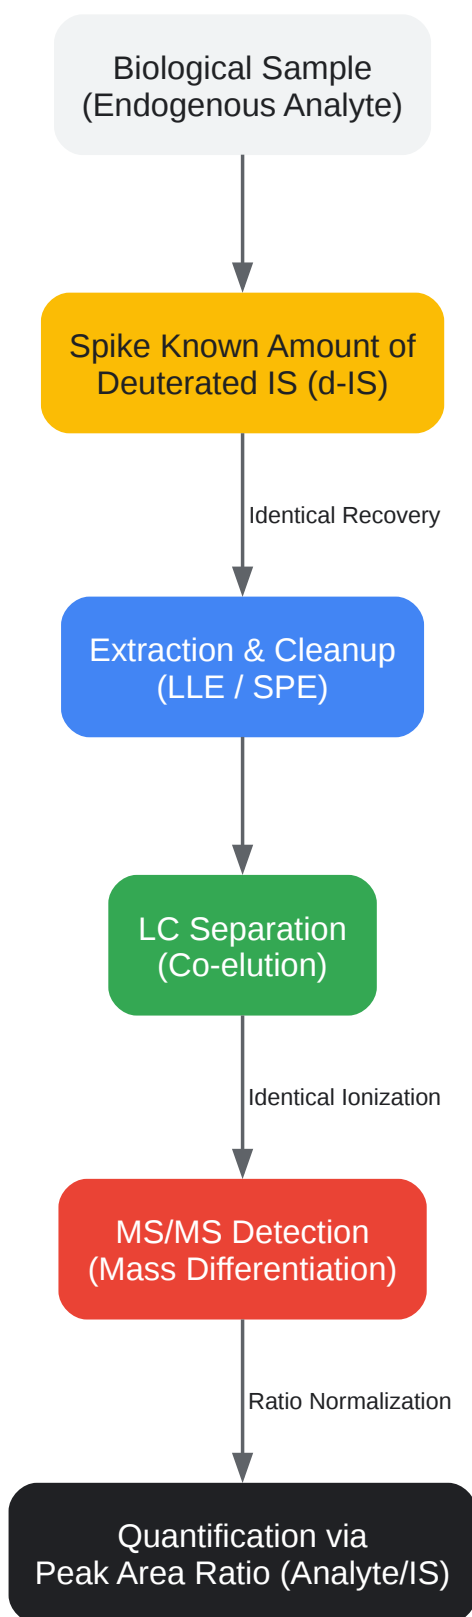 Biological Sample
(Endogenous Analyte)
Spike Known Amount of
Deuterated IS (d-IS)
Identical Recovery
Extraction & Cleanup
(LLE / SPE)
LC Separation
(Co-elution)
Identical Ionization
MS/MS Detection
(Mass Differentiation)
Ratio Normalization
Quantification via
Peak Area Ratio (Analyte/IS)